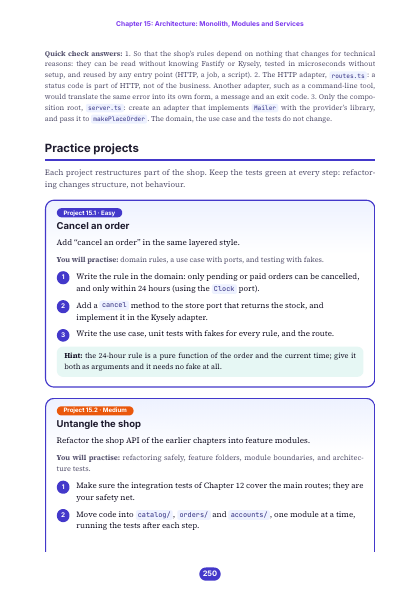 Chapter 15: Architecture: Monolith, Modules and Services
Quick check answers: 1. So that the shop's rules depend on nothing that changes for technical
reasons: they can be read without knowing Fastify or Kysely, tested in microseconds without
setup, and reused by any entry point (HTTP, a job, a script). 2. The HTTP adapter, routes.ts: a
status code is part of HTTP, not of the business. Another adapter, such as a command-line tool,
would translate the same error into its own form, a message and an exit code. 3. Only the compo-
sition root, server.ts: create an adapter that implements Mailer with the provider's library,
and pass it to makePlaceOrder. The domain, the use case and the tests do not change.
Practice projects
Each project restructures part of the shop. Keep the tests green at every step: refactor-
ing changes structure, not behaviour.
Project 15.1 · Easy
Cancel an order
Add “cancel an order” in the same layered style.
You will practise: domain rules, a use case with ports, and testing with fakes.
1 Write the rule in the domain: only pending or paid orders can be cancelled,
and only within 24 hours (using the Clock port).
2 Add a cancel method to the store port that returns the stock, and
implement it in the Kysely adapter.
3 Write the use case, unit tests with fakes for every rule, and the route.
Hint: the 24-hour rule is a pure function of the order and the current time; give it
both as arguments and it needs no fake at all.
Project 15.2 · Medium
Untangle the shop
Refactor the shop API of the earlier chapters into feature modules.
You will practise: refactoring safely, feature folders, module boundaries, and architec-
ture tests.
1 Make sure the integration tests of Chapter 12 cover the main routes; they are
your safety net.
2 Move code into catalog/, orders/ and accounts/, one module at a time,
running the tests after each step.
250